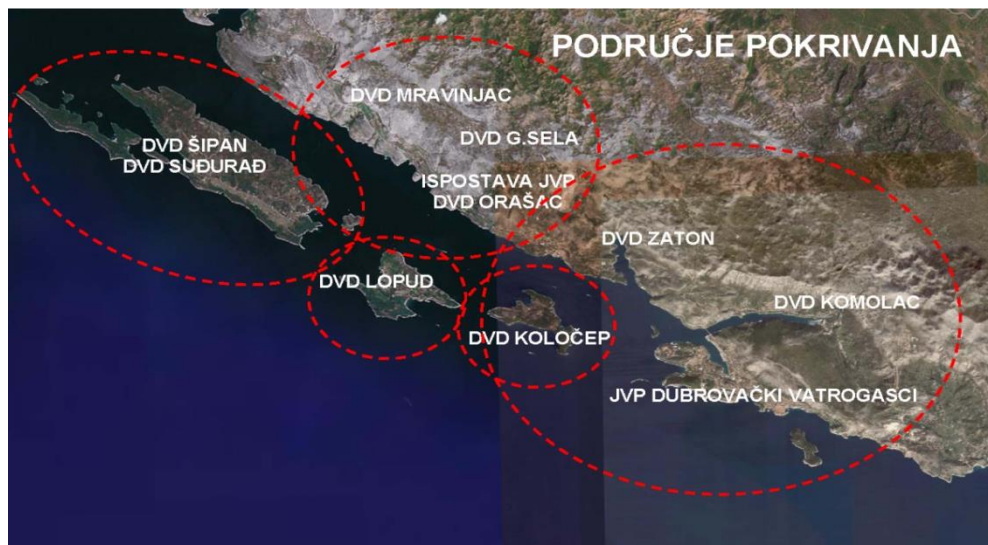 PODRUČJE POKRIVANJA
DVD MRAVINJAC
DVD G.SELA
DVD ŠIPAN
DVD SUĐURAĐ
ISPOSTAVA JVP
DVD ORAŠAC
DVD ZATON
DVD LOPUD
DVD KOMOLAC
DVD KOLOČEP
JVP DUBROVAČKI VATROGASCI